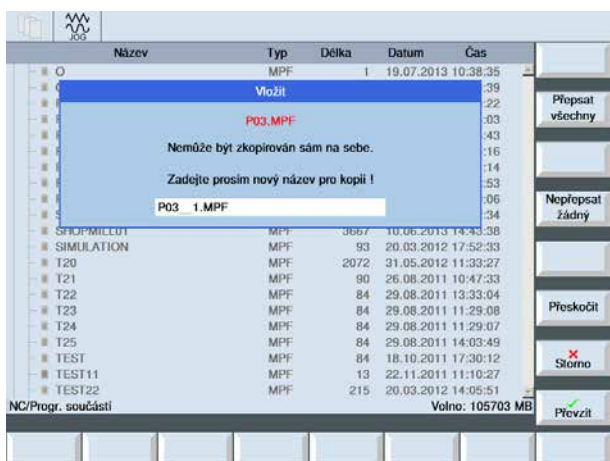 JOG
Název Typ Délka Datum Čas
O MPF 1 19.07.2013 10:38:35
:39
Vložit
:22
P03.MPF
:03
:43
Nemůže být zkopirován sám na sebe.
:16
:14
Zadejte prosím nový název pro kopii !
:53
:06
P03__1.MPF
:34
SHOPMILL01 MPF 3667 10.06.2013 14:43:38
SIMULATION MPF 93 20.03.2012 17:52:33
T20 MPF 2072 31.05.2012 11:33:27
T21 MPF 90 26.08.2011 10:47:33
T22 MPF 84 29.08.2011 13:33:04
T23 MPF 84 29.08.2011 11:29:08
T24 MPF 84 29.08.2011 11:29:07
T25 MPF 84 29.08.2011 14:03:49
TEST MPF 84 18.10.2011 17:30:12
TEST11 MPF 13 22.11.2011 11:10:27
TEST22 MPF 215 20.03.2012 14:05:51
NC/Progr. součásti Volno: 105703 MB
Přepsat
všechny
Nepřepsat
žádný
Přeskočit
Storno
Převzít